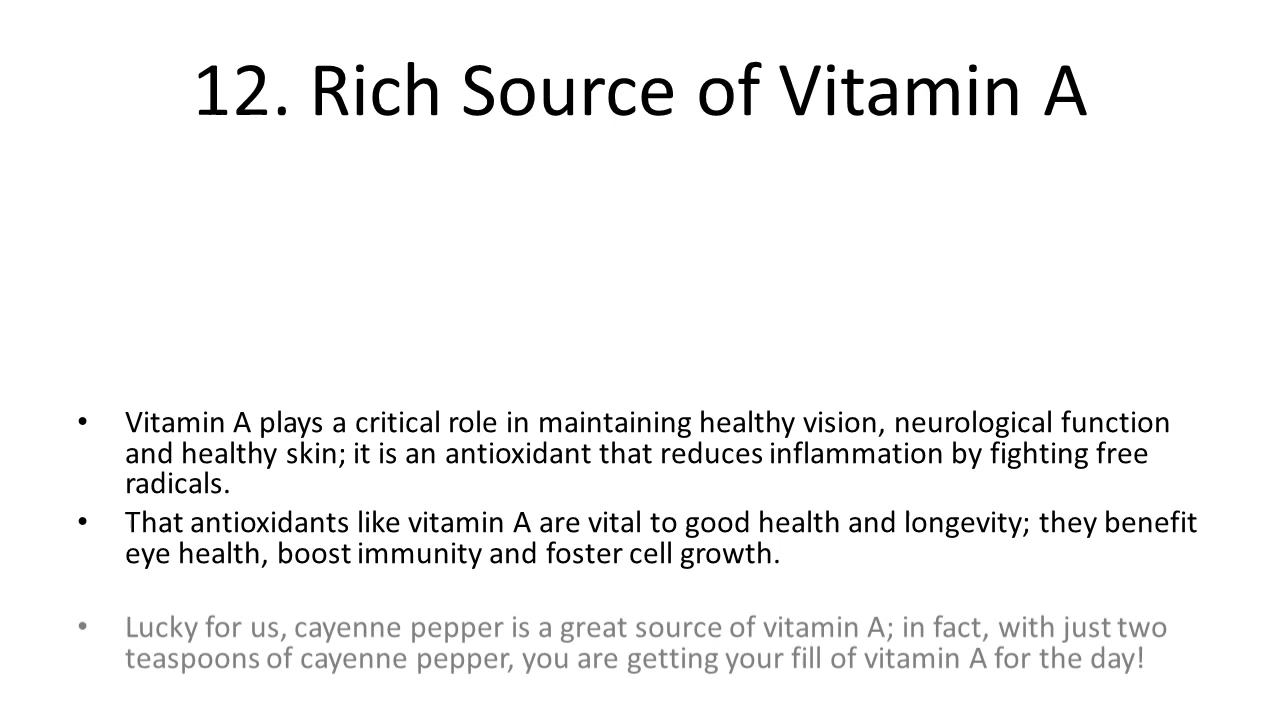 12. Rich Source of Vitamin A
• Vitamin A plays a critical role in maintaining healthy vision, neurological function
and healthy skin; it is an antioxidant that reduces inflammation by fighting free
radicals.
• That antioxidants like vitamin A are vital to good health and longevity; they benefit
eye health, boost immunity and foster cell growth.
• Lucky for us, cayenne pepper is a great source of vitamin A; in fact, with just two
teaspoons of cayenne pepper, you are getting your fill of vitamin A for the day!